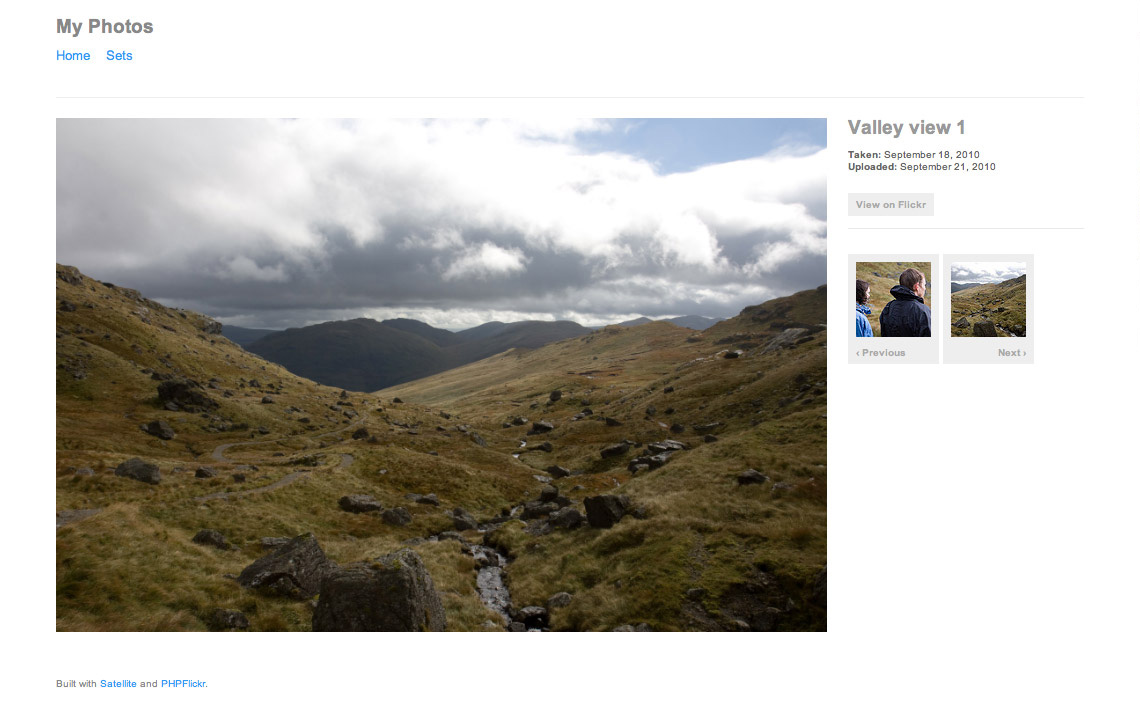 My Photos
Home Sets
Valley view 1
Taken: September 18, 2010
Uploaded: September 21, 2010
View on Flickr
‹ Previous
Next ›
Built with Satellite and PHPFlickr.